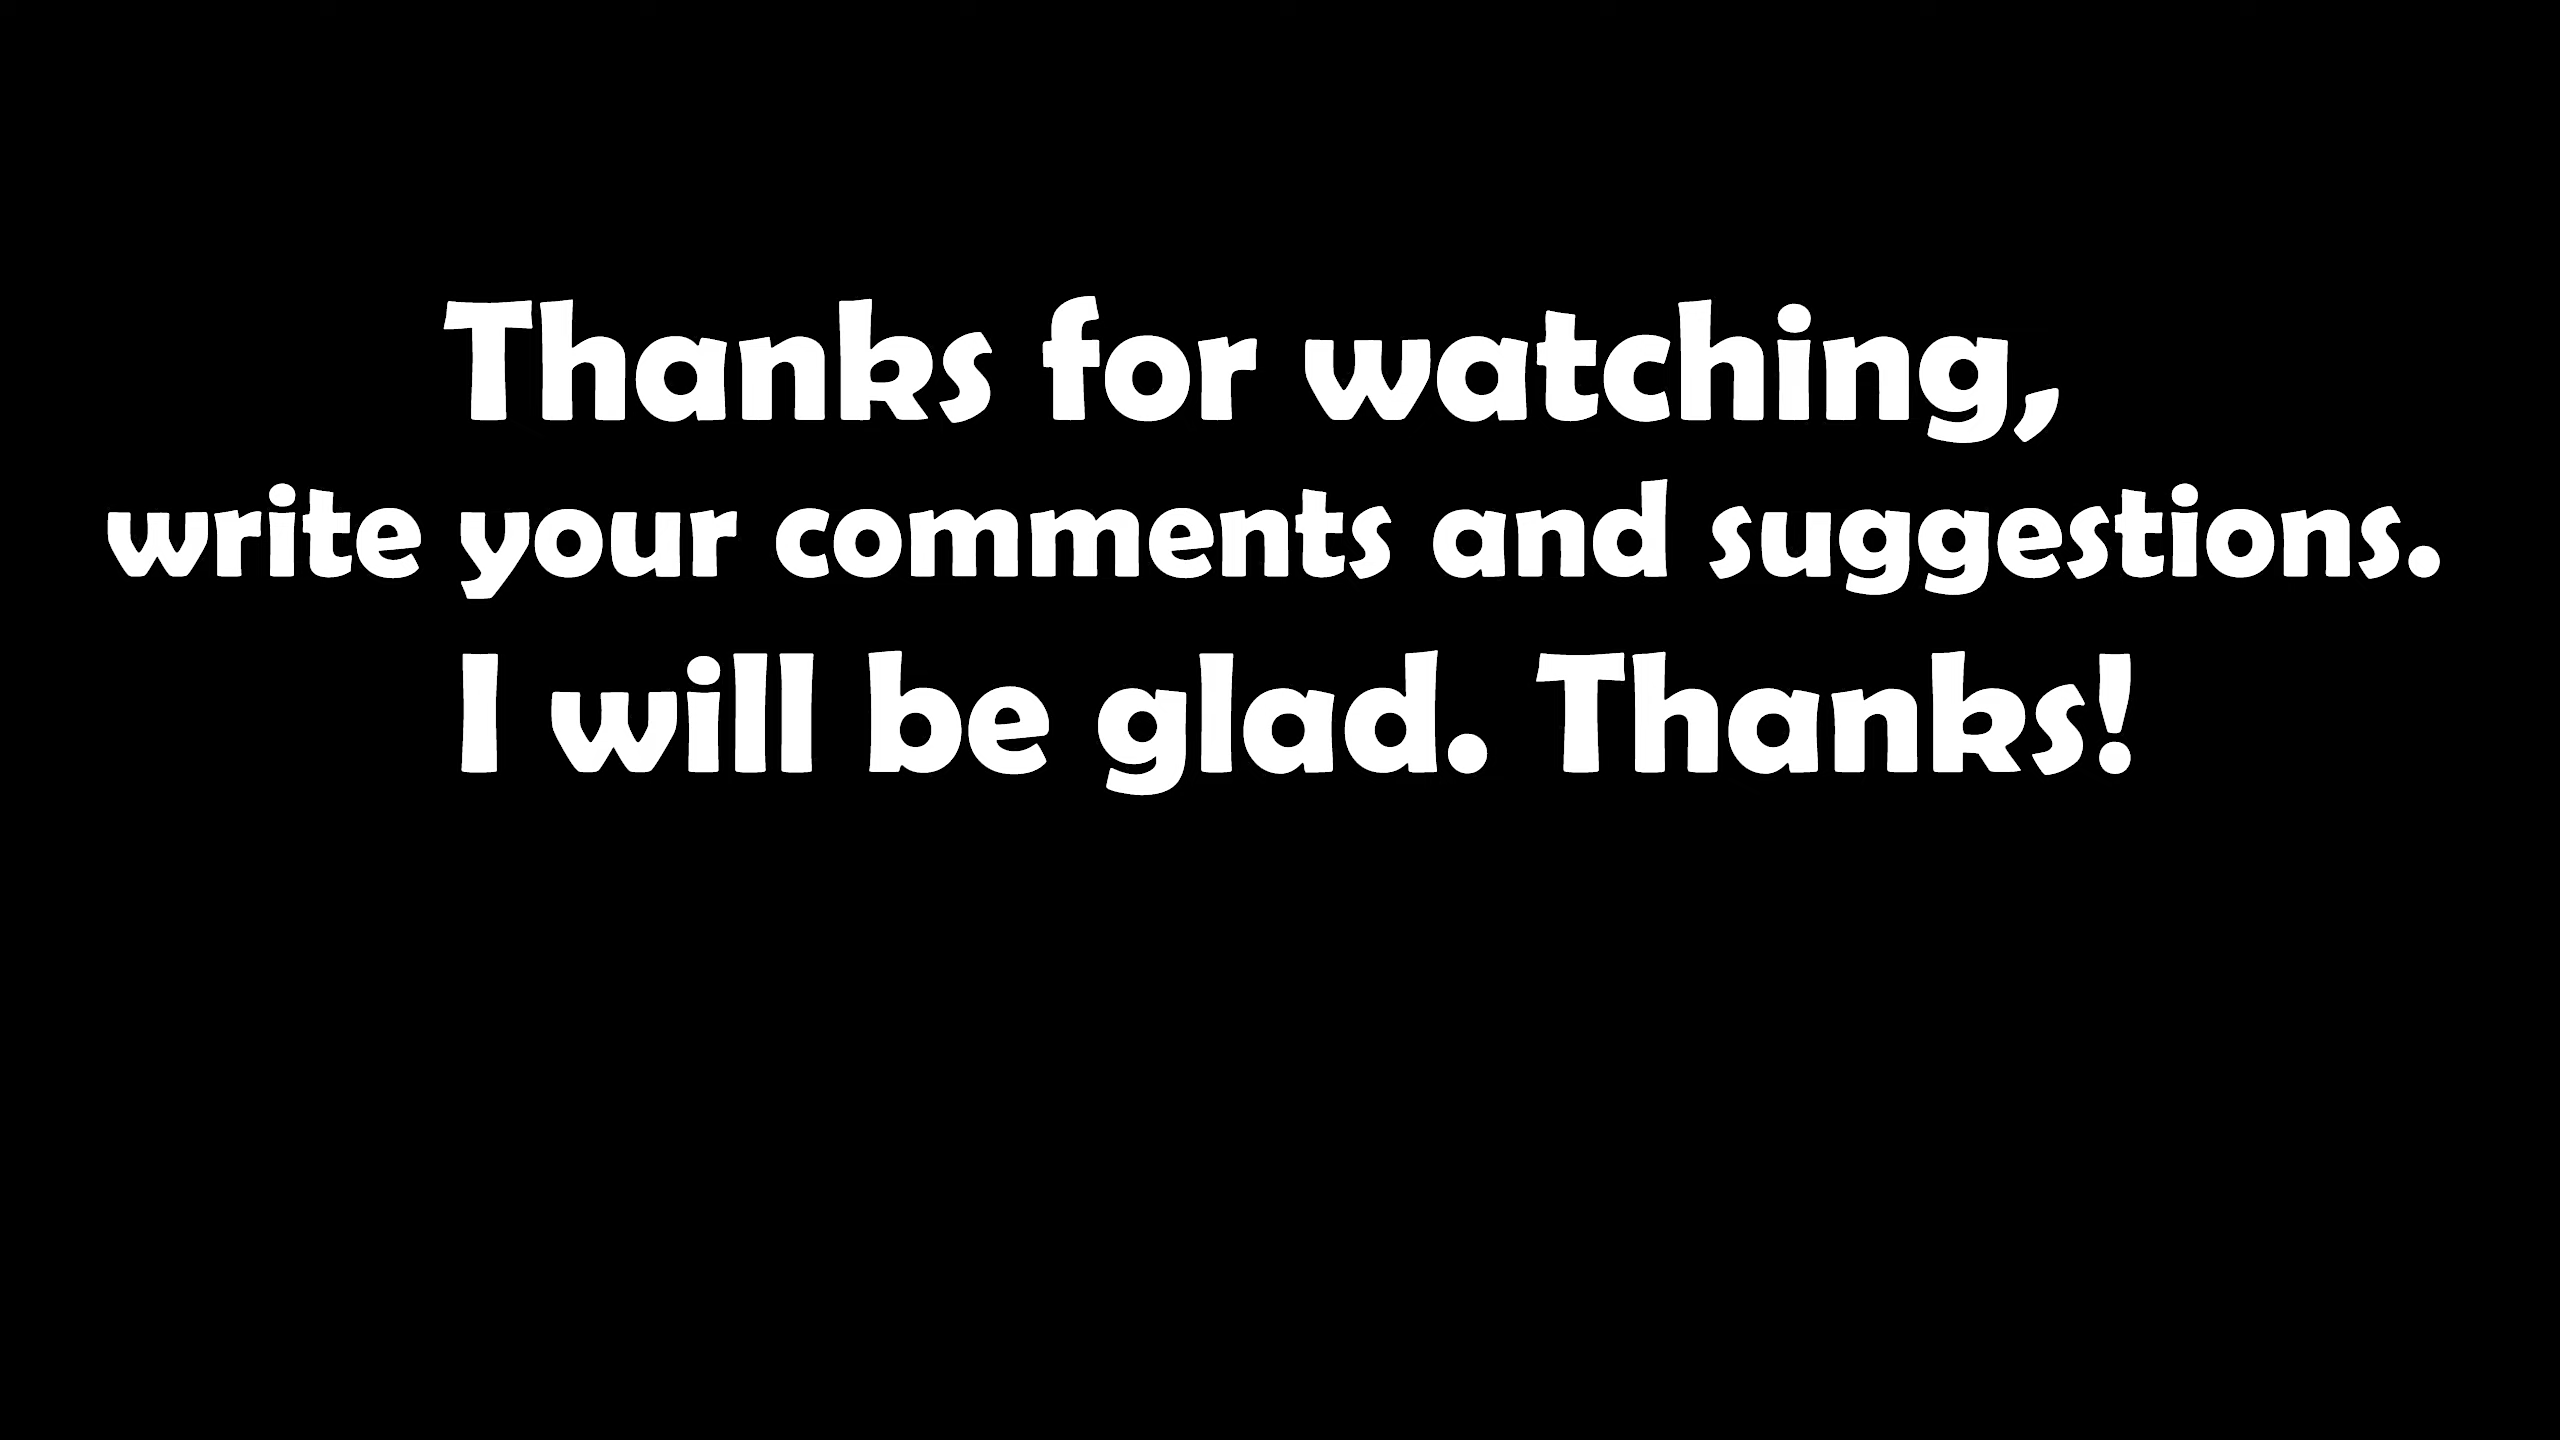 Thanks for watching,
write your comments and suggestions.
I will be glad. Thanks!